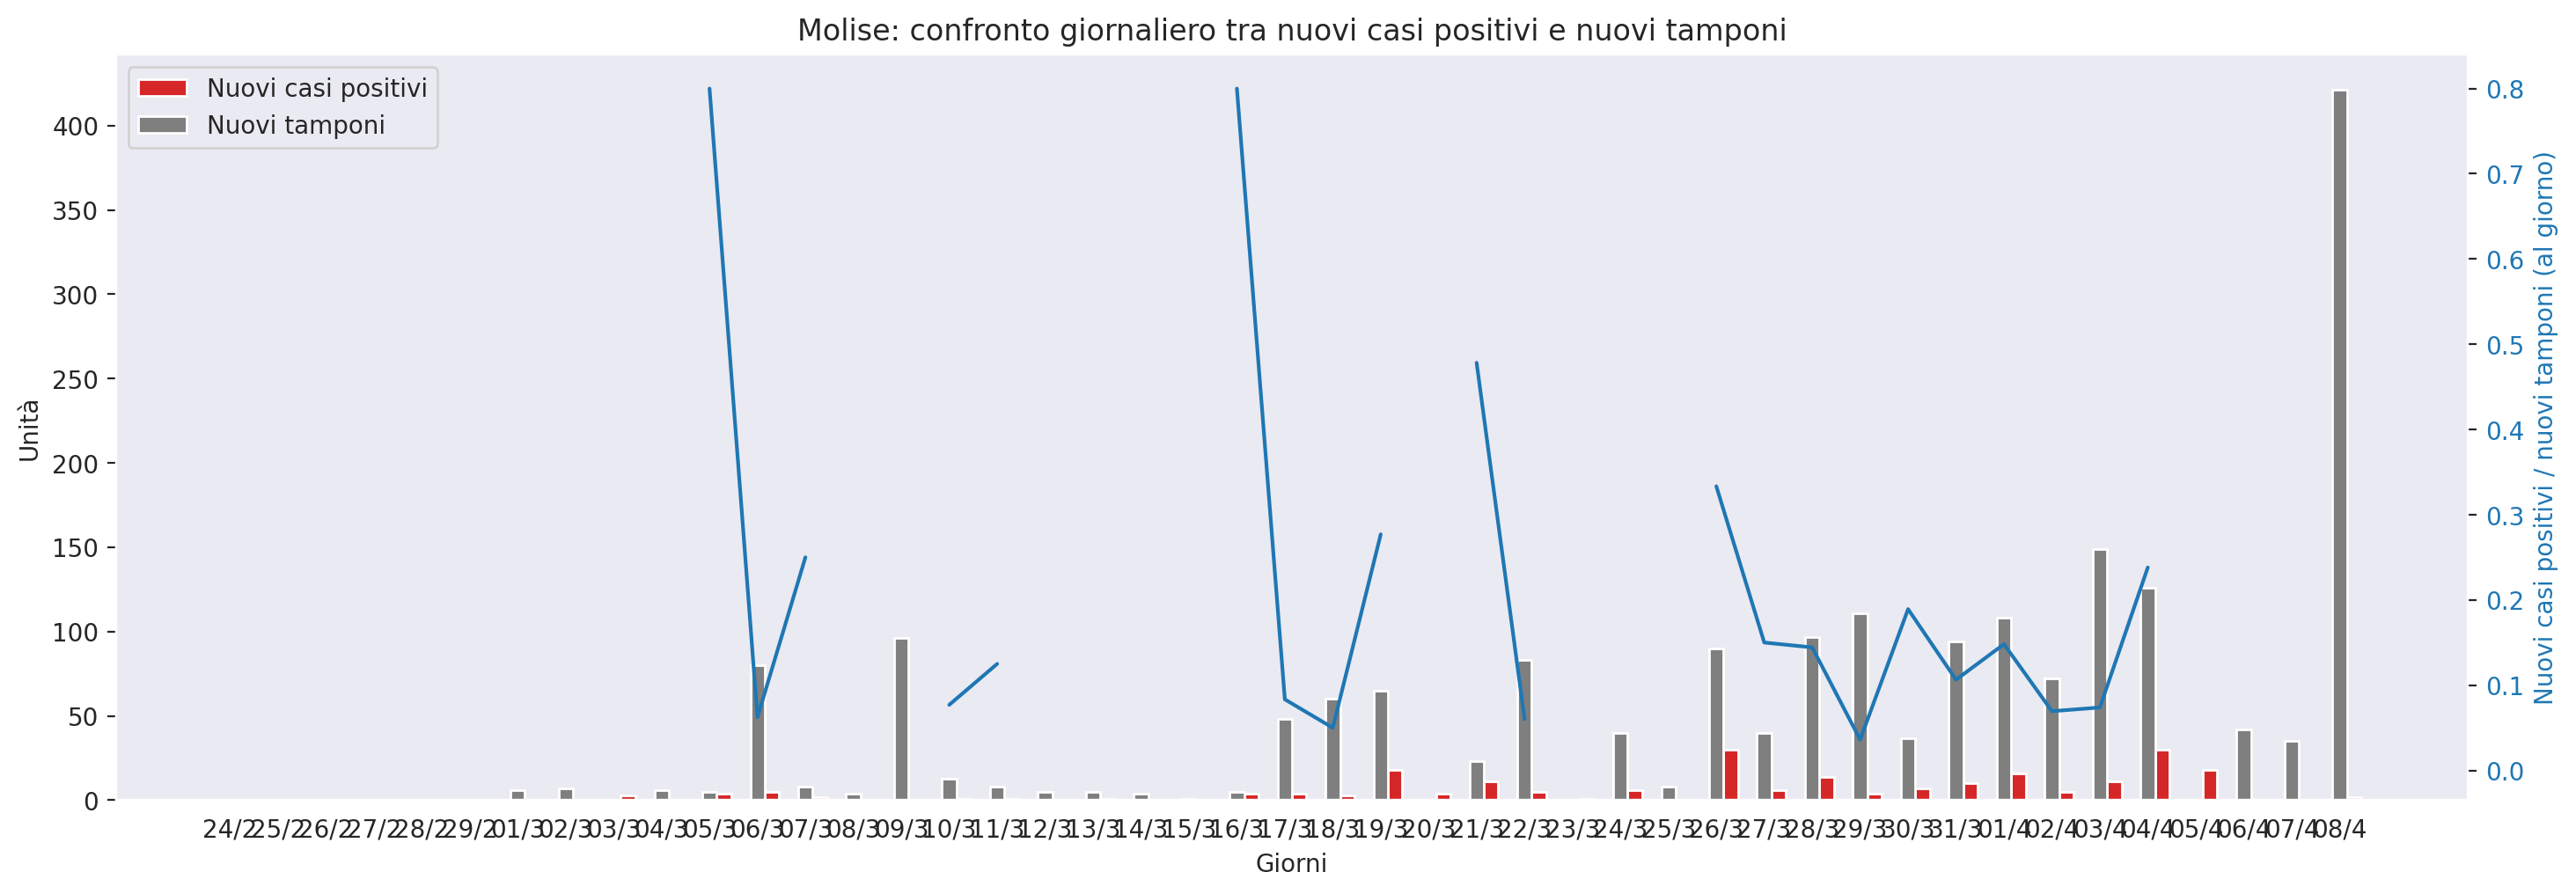 Molise: confronto giornaliero tra nuovi casi positivi e nuovi tamponi
Nuovi casi positivi
Nuovi tamponi
400
350
300
250
200
150
100
50
0
Unità
0.8
0.7
0.6
0.5
0.4
0.3
0.2
0.1
0.0
Nuovi casi positivi / nuovi tamponi (al giorno)
24/2 25/2 26/2 27/2 28/2 29/2 01/3 02/3 03/3 04/3 05/3 06/3 07/3 08/3 09/3 10/3 11/3 12/3 13/3 14/3 15/3 16/3 17/3 18/3 19/3 20/3 21/3 22/3 23/3 24/3 25/3 26/3 27/3 28/3 29/3 30/3 31/3 01/4 02/4 03/4 04/4 05/4 06/4 07/4 08/4
Giorni